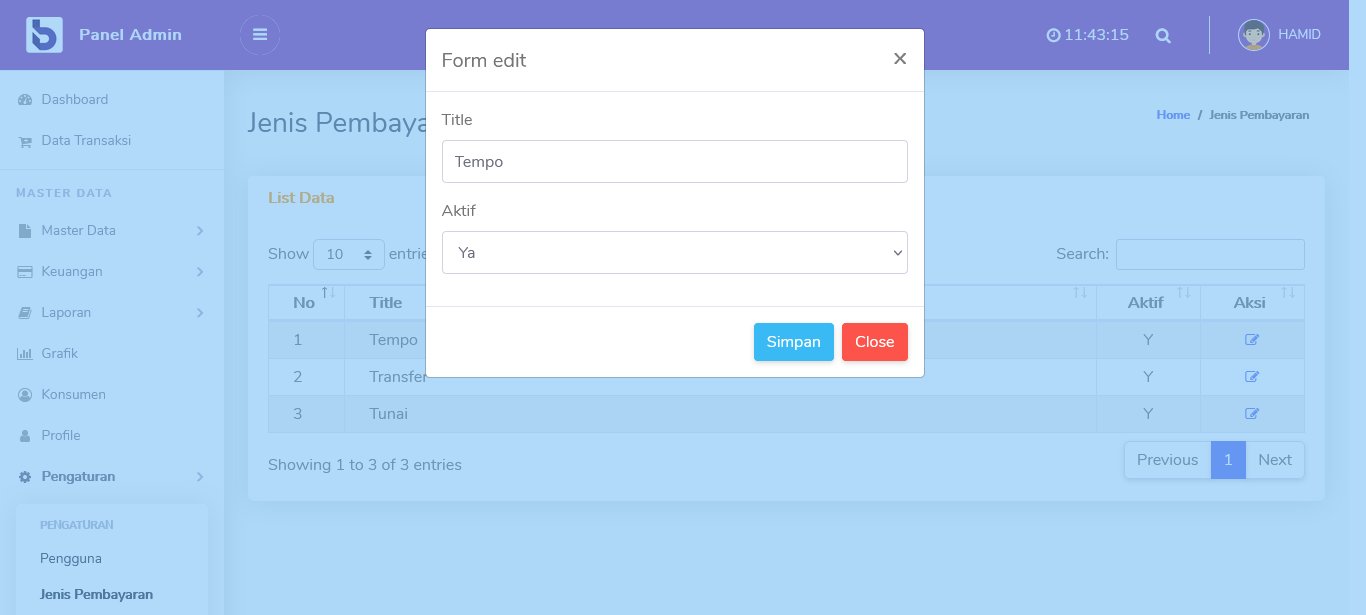 Panel Admin
11:43:15
HAMID
Dashboard
Data Transaksi
MASTER DATA
Master Data
Keuangan
Laporan
Grafik
Konsumen
Profile
Pengaturan
PENGATURAN
Pengguna
Jenis Pembayaran
Home / Jenis Pembayaran
List Data
Show 10
Search:
No Title Aktif Aksi
1 Tempo Y
2 Transfer Y
3 Tunai Y
Showing 1 to 3 of 3 entries
Previous 1 Next
Form edit
×
Title
Tempo
Aktif
Ya
Simpan Close